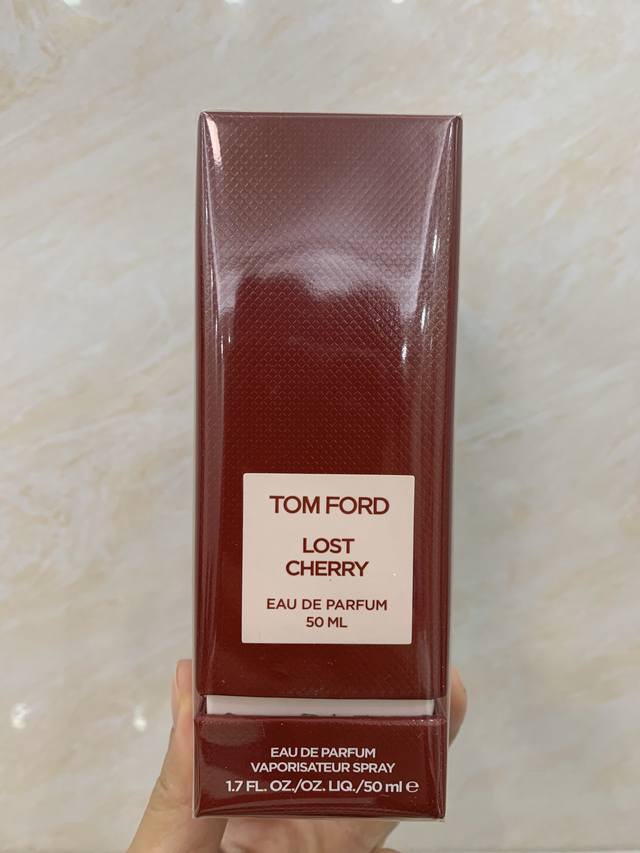 TOM FORD
LOST
CHERRY
EAU DE PARFUM
50 ML
EAU DE PARFUM
VAPORISATEUR SPRAY
1.7 FL. OZ./OZ. LIQ./50 ml ℮